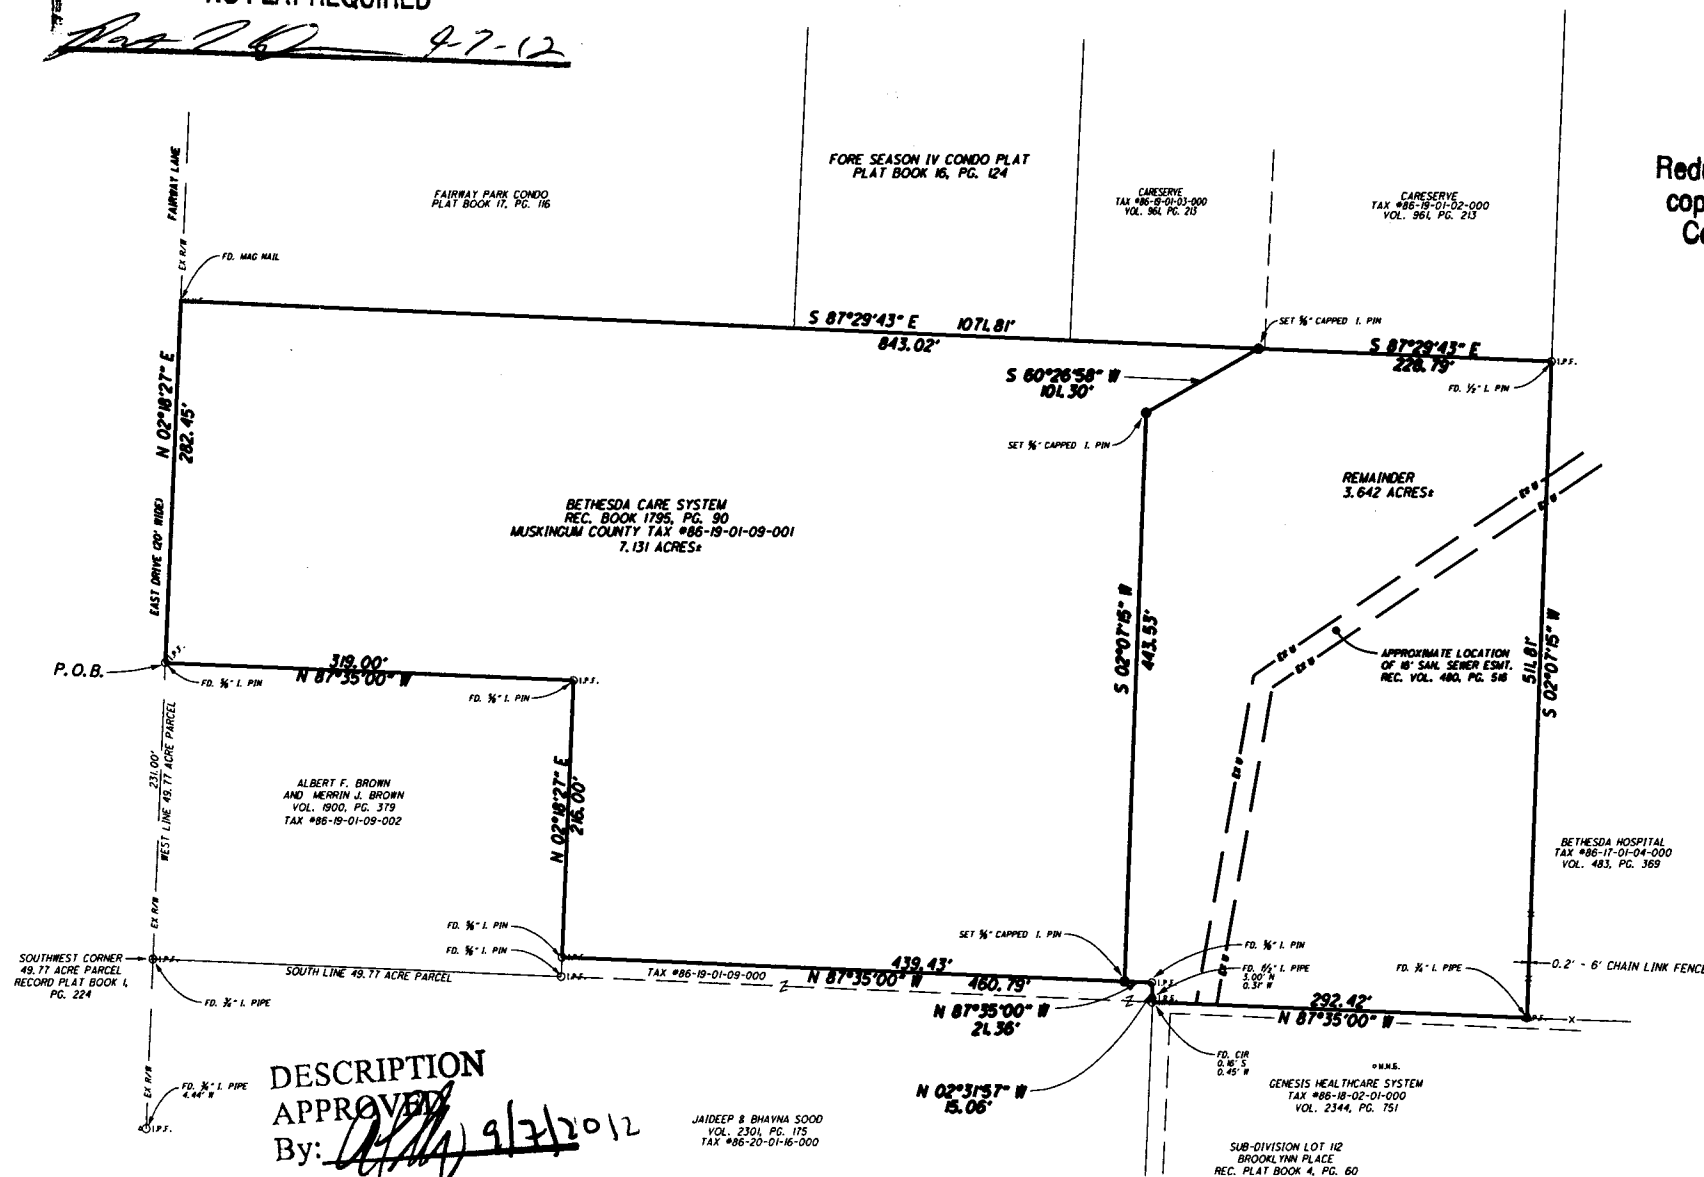 NO PLAT REQUIRED
9-7-12
FAIRWAY LANE
EX R/W
FAIRWAY PARK CONDO
PLAT BOOK 17, PG. 116
FORE SEASON IV CONDO PLAT
PLAT BOOK 16, PG. 124
CARESERVE
TAX #86-19-01-03-000
VOL. 961, PG. 213
CARESERVE
TAX #86-19-01-02-000
VOL. 961, PG. 213
FD. MAG NAIL
S 87°29'43" E 1071.81'
843.02'
SET 5/8" CAPPED I. PIN
S 87°29'43" E
228.79'
I.P.F.
FD. 1/2" I. PIN
S 60°26'58" W
101.30'
SET 5/8" CAPPED I. PIN
N 02°18'27" E
282.45'
EAST DRIVE (20' WIDE)
BETHESDA CARE SYSTEM
REC. BOOK 1795, PG. 90
MUSKINGUM COUNTY TAX #86-19-01-09-001
7.131 ACRES±
REMAINDER
3.642 ACRES±
S 02°07'15" W
443.53'
APPROXIMATE LOCATION
OF 16' SAN. SEWER ESMT.
REC. VOL. 480, PG. 516
511.81'
S 02°07'15" W
P.O.B.
I.P.F.
FD. 5/8" I. PIN
319.00'
N 87°35'00" W
I.P.F.
FD. 5/8" I. PIN
231.00'
WEST LINE 49.77 ACRE PARCEL
ALBERT F. BROWN
AND MERRIN J. BROWN
VOL. 1900, PG. 379
TAX #86-19-01-09-002
N 02°18'27" E
216.00'
BETHESDA HOSPITAL
TAX #86-17-01-04-000
VOL. 483, PG. 369
EX R/W
SOUTHWEST CORNER
49.77 ACRE PARCEL
RECORD PLAT BOOK 1,
PG. 224
I.P.F.
FD. 3/4" I. PIPE
SOUTH LINE 49.77 ACRE PARCEL
FD. 5/8" I. PIN
FD. 5/8" I. PIN
I.P.F.
I.P.F.
TAX #86-19-01-09-000
439.43'
N 87°35'00" W 460.79'
SET 5/8" CAPPED I. PIN
FD. 5/8" I. PIN
I.P.F.
0.31' W
I.P.F.
N 87°35'00" W
21.36'
FD. 3/4" I. PIPE
0.2' - 6' CHAIN LINK FENCE
292.42'
N 87°35'00" W
FD. CIR
0.16' S
0.45' W
N 02°31'57" W
15.06'
EX R/W
FD. 3/4" I. PIPE
4.44' W
I.P.F.
DESCRIPTION
APPROVED
By: 9/7/2012
JAIDEEP & BHAVNA SOOD
VOL. 2301, PG. 175
TAX #86-20-01-16-000
GENESIS HEALTHCARE SYSTEM
TAX #86-18-02-01-000
VOL. 2344, PG. 751
SUB-DIVISION LOT 112
BROOKLYNN PLACE
REC. PLAT BOOK 4, PG. 60